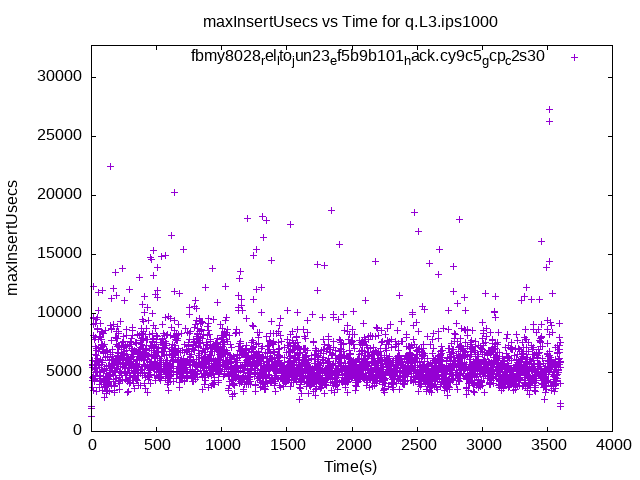 maxInsertUsecs vs Time for q.L3.ips1000
fbmy8028relltojun23ef5b9b101hack.cy9c5gcpc2s30
30000
25000
20000
15000
10000
5000
0
maxInsertUsecs
0 500 1000 1500 2000 2500 3000 3500 4000
Time(s)